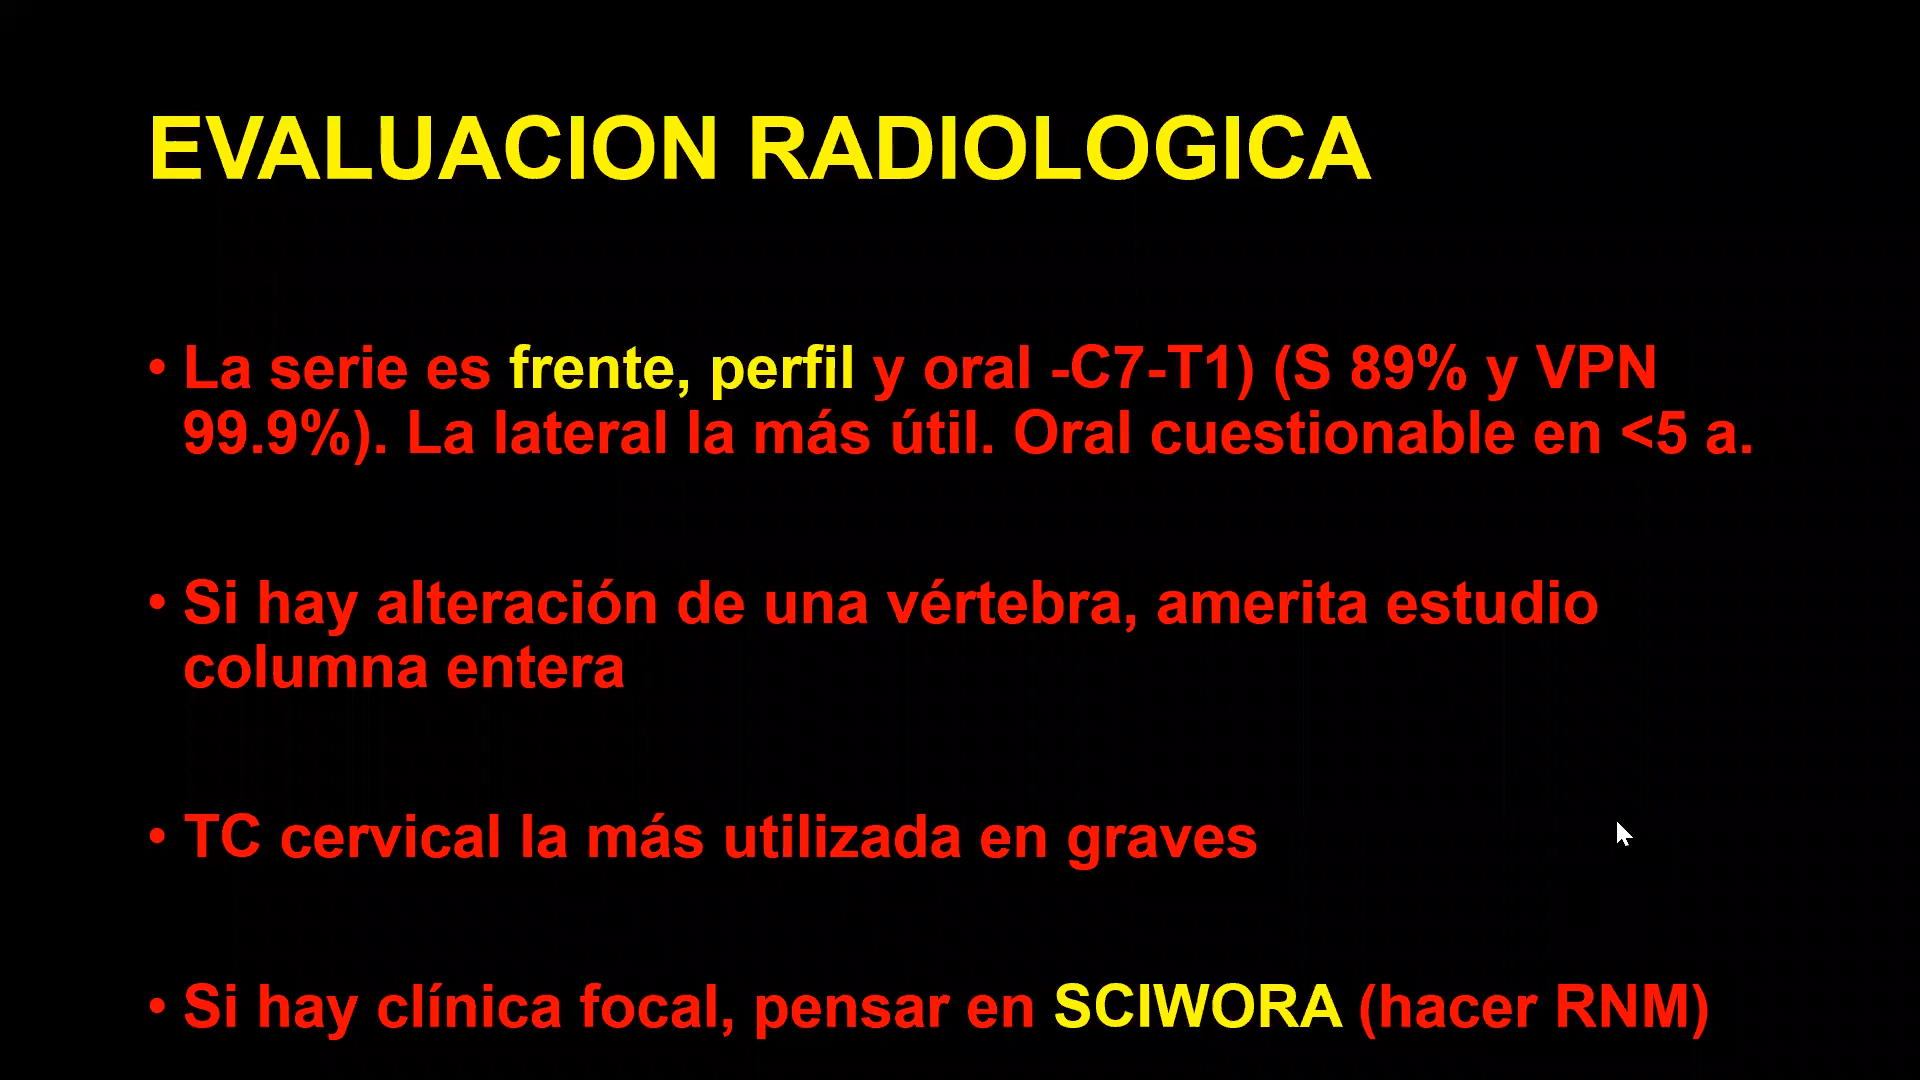 EVALUACION RADIOLOGICA
• La serie es frente, perfil y oral -C7-T1) (S 89% y VPN
99.9%). La lateral la más útil. Oral cuestionable en <5 a.
• Si hay alteración de una vértebra, amerita estudio
columna entera
• TC cervical la más utilizada en graves
• Si hay clínica focal, pensar en SCIWORA (hacer RNM)